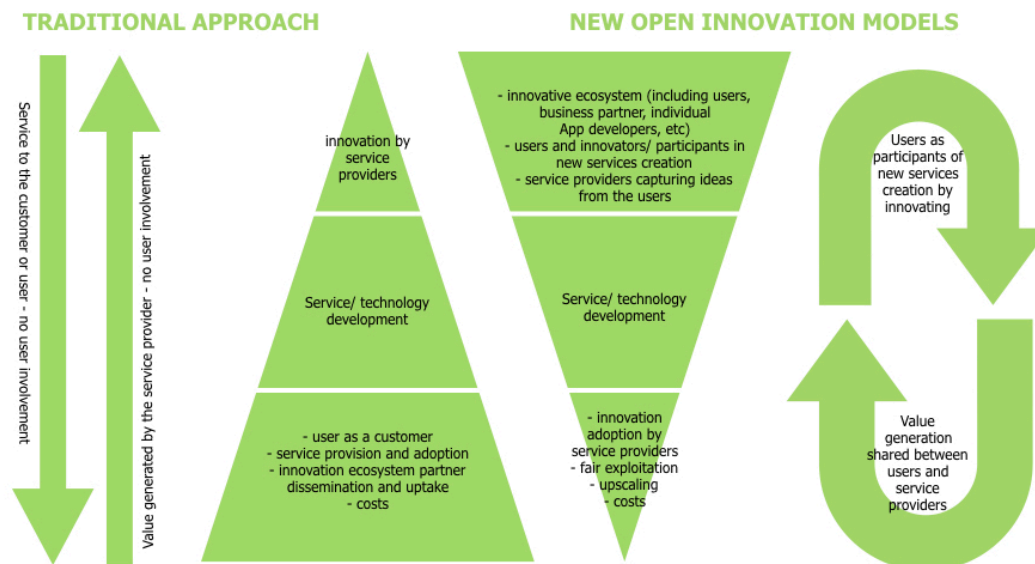 TRADITIONAL APPROACH
NEW OPEN INNOVATION MODELS
Service to the customer or user - no user involvement
Value generated by the service provider - no user involvement
innovation by
service
providers
Service/ technology
development
- user as a customer
- service provision and adoption
- innovation ecosystem partner
dissemination and uptake
- costs
- innovative ecosystem (including users,
business partner, individual
App developers, etc)
- users and innovators/ participants in
new services creation
- service providers capturing ideas
from the users
Service/ technology
development
- innovation
adoption by
service providers
- fair exploitation
- upscaling
- costs
Users as
participants of
new services
creation by
innovating
Value
generation
shared between
users and
service
providers